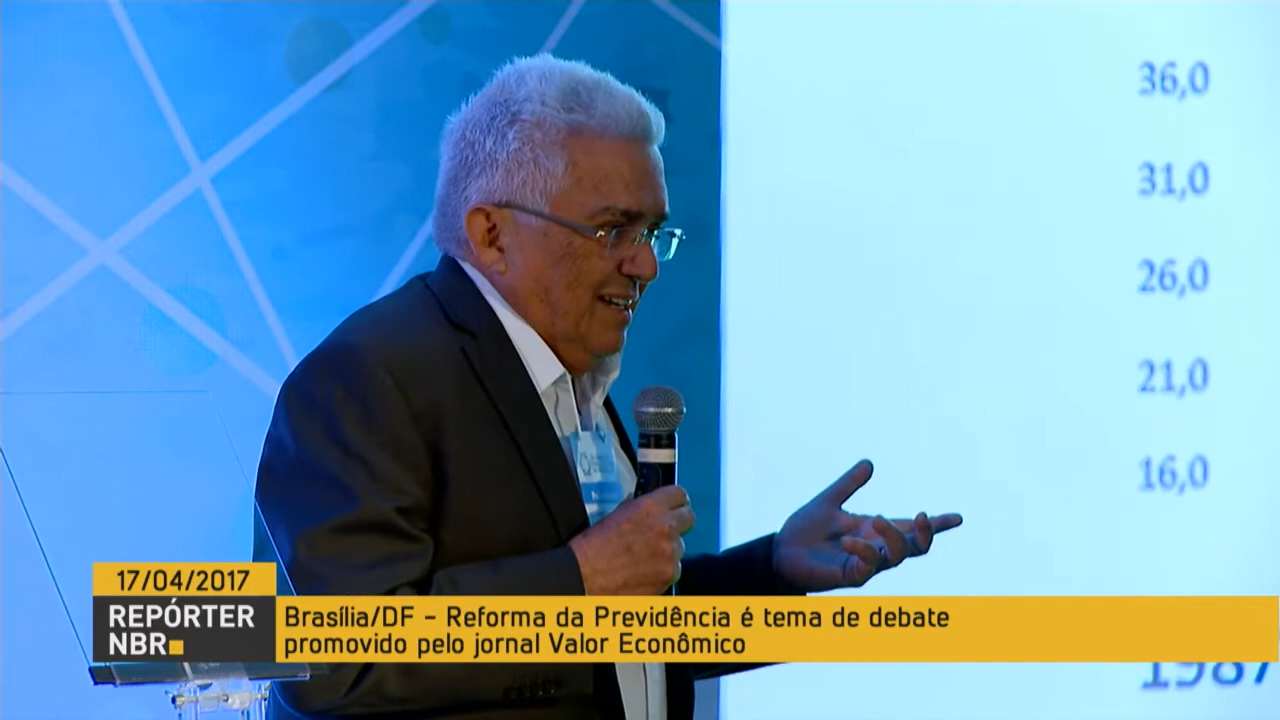 36,0
31,0
26,0
21,0
16,0
1987
17/04/2017
REPÓRTER
NBR
Brasília/DF - Reforma da Previdência é tema de debate
promovido pelo jornal Valor Econômico